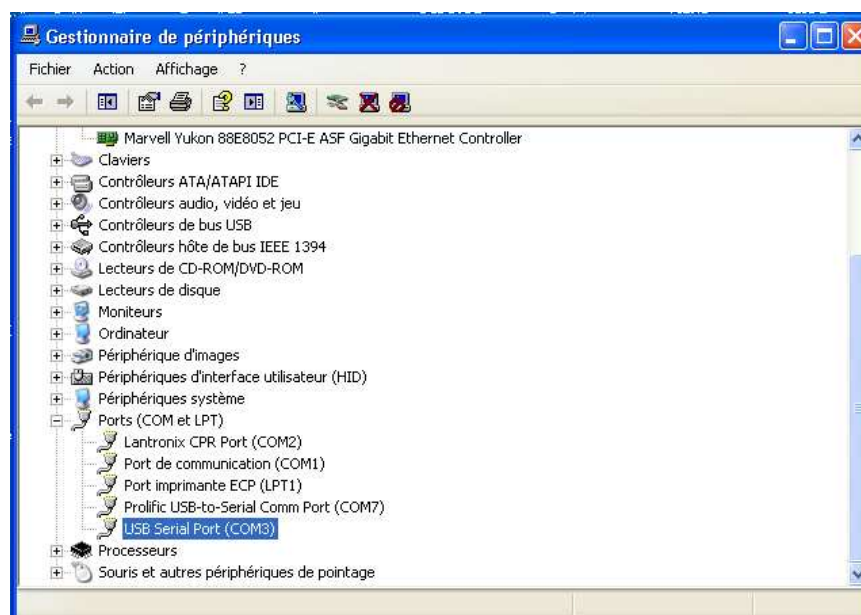 Gestionnaire de périphériques
Fichier Action Affichage ?
Marvell Yukon 88E8052 PCI-E ASF Gigabit Ethernet Controller
Claviers
Contrôleurs ATA/ATAPI IDE
Contrôleurs audio, vidéo et jeu
Contrôleurs de bus USB
Contrôleurs hôte de bus IEEE 1394
Lecteurs de CD-ROM/DVD-ROM
Lecteurs de disque
Moniteurs
Ordinateur
Périphérique d'images
Périphériques d'interface utilisateur (HID)
Périphériques système
Ports (COM et LPT)
Lantronix CPR Port (COM2)
Port de communication (COM1)
Port imprimante ECP (LPT1)
Prolific USB-to-Serial Comm Port (COM7)
USB Serial Port (COM3)
Processeurs
Souris et autres périphériques de pointage